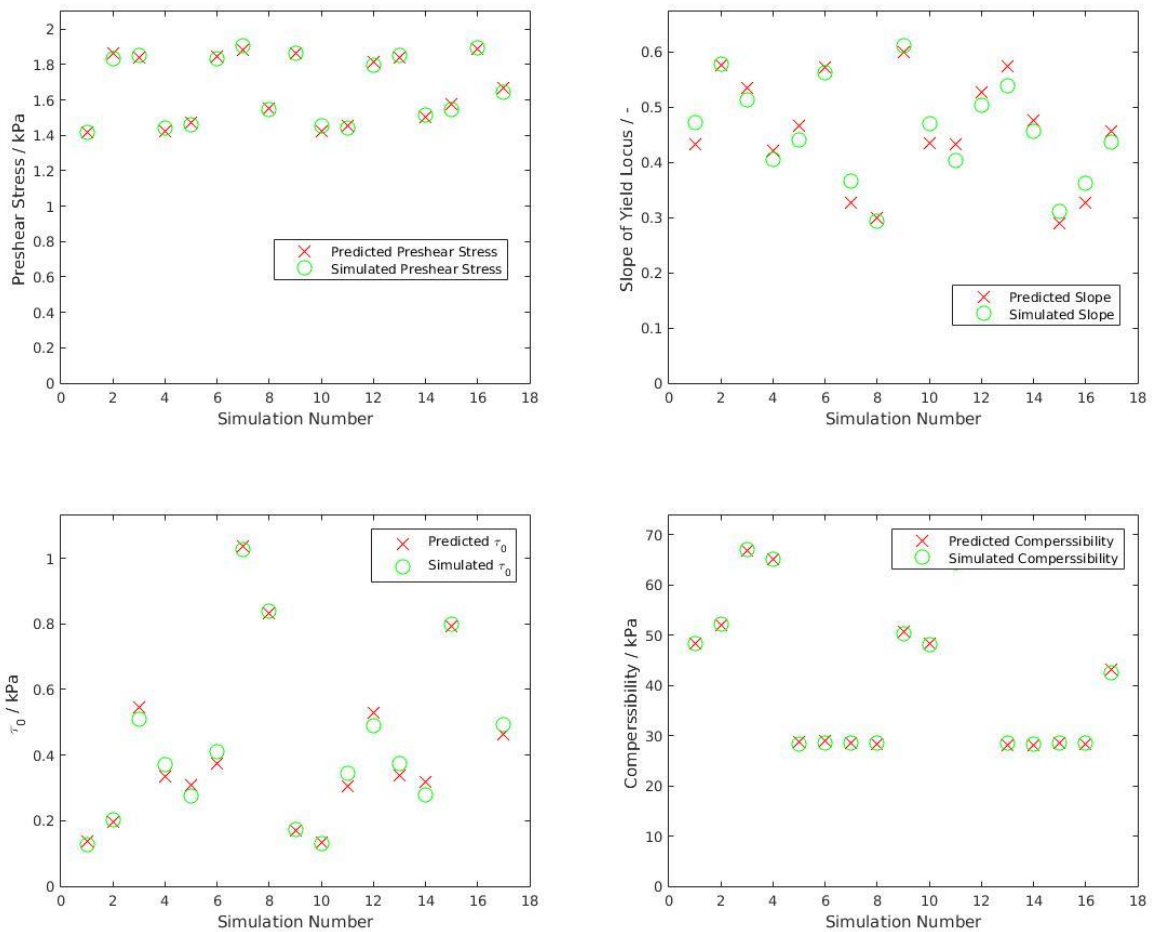 2
1.8
1.6
1.4
1.2
1
0.8
0.6
0.4
0.2
0
Preshear Stress / kPa
Predicted Preshear Stress
Simulated Preshear Stress
0 2 4 6 8 10 12 14 16 18
Simulation Number
0.6
0.5
0.4
0.3
0.2
0.1
0
Slope of Yield Locus / -
Predicted Slope
Simulated Slope
0 2 4 6 8 10 12 14 16 18
Simulation Number
1
0.8
0.6
0.4
0.2
0
τ0 / kPa
Predicted τ0
Simulated τ0
0 2 4 6 8 10 12 14 16 18
Simulation Number
70
60
50
40
30
20
10
0
Comperssibility / kPa
Predicted Comperssibility
Simulated Comperssibility
0 2 4 6 8 10 12 14 16 18
Simulation Number